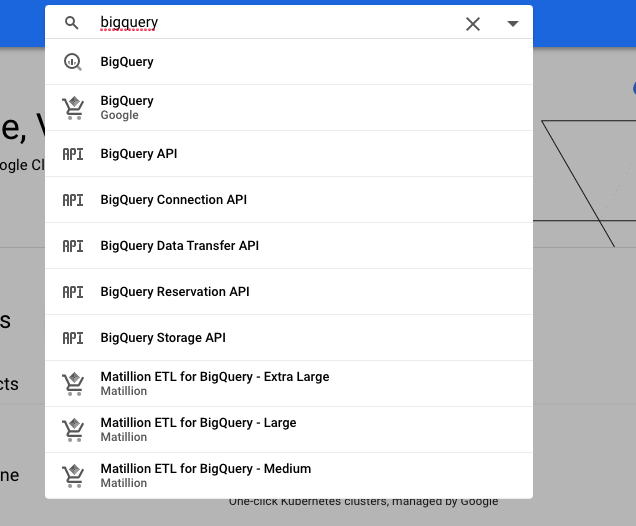 bigquery
BigQuery
BigQuery
Google
API BigQuery API
API BigQuery Connection API
API BigQuery Data Transfer API
API BigQuery Reservation API
API BigQuery Storage API
Matillion ETL for BigQuery - Extra Large
Matillion
Matillion ETL for BigQuery - Large
Matillion
Matillion ETL for BigQuery - Medium
Matillion
e, V
ogle Cl
s
cts
ne
One-click Kubernetes clusters, managed by Google